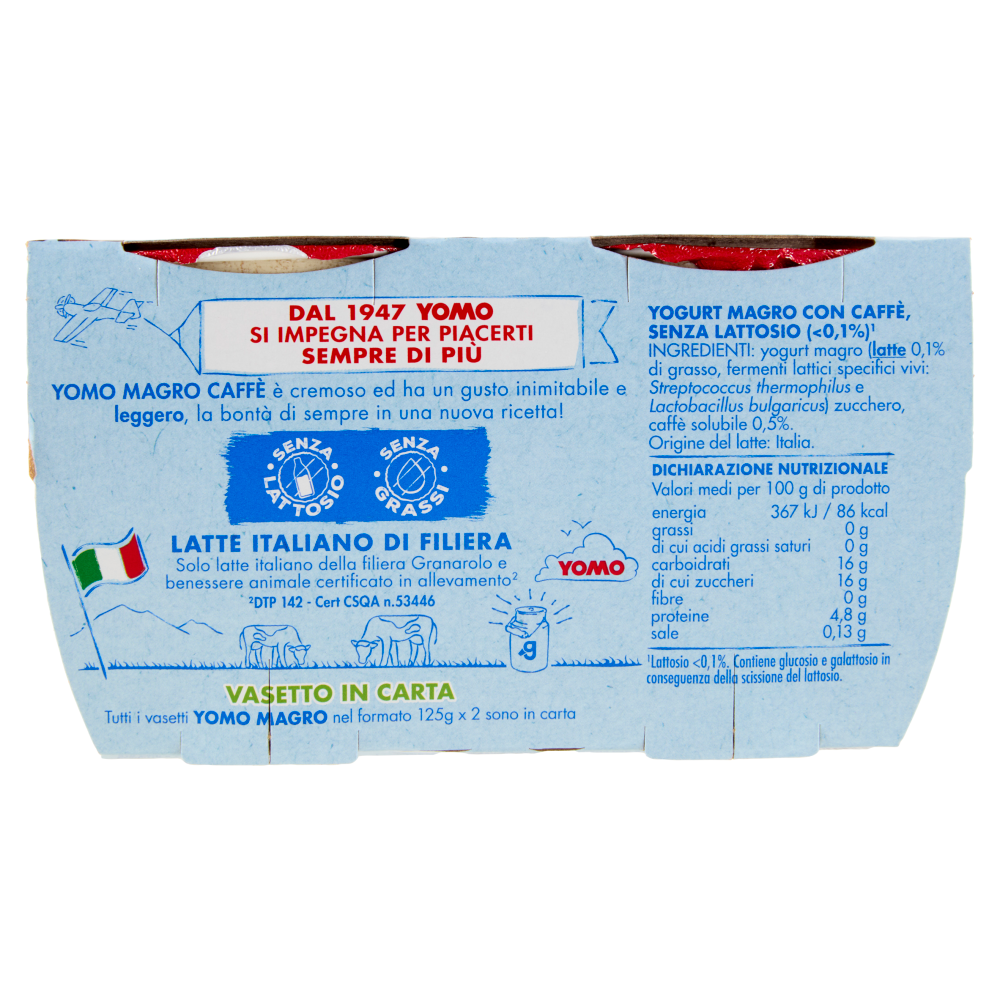 DAL 1947 YOMO
SI IMPEGNA PER PIACERTI
SEMPRE DI PIÙ
YOMO MAGRO CAFFÈ è cremoso ed ha un gusto inimitabile e
leggero, la bontà di sempre in una nuova ricetta!
SENZA LATTOSIO
SENZA GRASSI
LATTE ITALIANO DI FILIERA
Solo latte italiano della filiera Granarolo e
benessere animale certificato in allevamento²
²DTP 142 - Cert CSQA n.53446
YOMO
g
VASETTO IN CARTA
Tutti i vasetti YOMO MAGRO nel formato 125g x 2 sono in carta
YOGURT MAGRO CON CAFFÈ,
SENZA LATTOSIO (<0,1%)¹
INGREDIENTI: yogurt magro (latte 0,1%
di grasso, fermenti lattici specifici vivi:
Streptococcus thermophilus e
Lactobacillus bulgaricus) zucchero,
caffè solubile 0,5%.
Origine del latte: Italia.
DICHIARAZIONE NUTRIZIONALE
Valori medi per 100 g di prodotto
energia 367 kJ / 86 kcal
grassi 0 g
di cui acidi grassi saturi 0 g
carboidrati 16 g
di cui zuccheri 16 g
fibre 0 g
proteine 4,8 g
sale 0,13 g
¹Lattosio <0,1%. Contiene glucosio e galattosio in
conseguenza della scissione del lattosio.